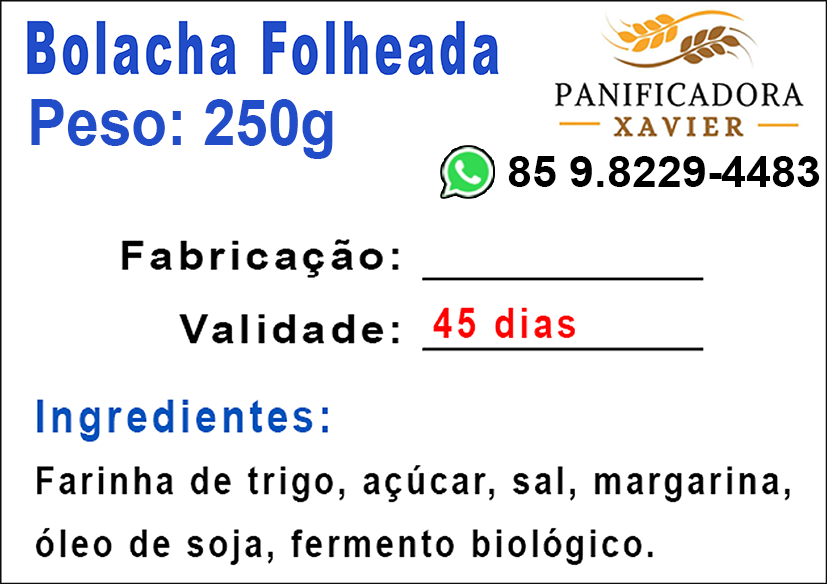 Bolacha Folheada
Peso: 250g
PANIFICADORA
XAVIER
85 9.8229-4483
Fabricação:
Validade: 45 dias
Ingredientes:
Farinha de trigo, açúcar, sal, margarina,
óleo de soja, fermento biológico.